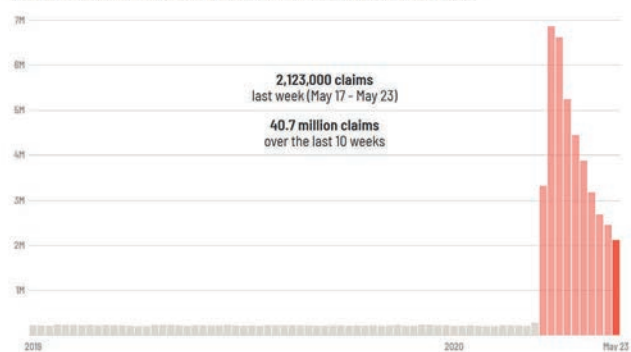 7M
6M
2,123,000 claims
last week (May 17 - May 23)
5M
40.7 million claims
over the last 10 weeks
4M
3M
2M
1M
2019
2020
May 23